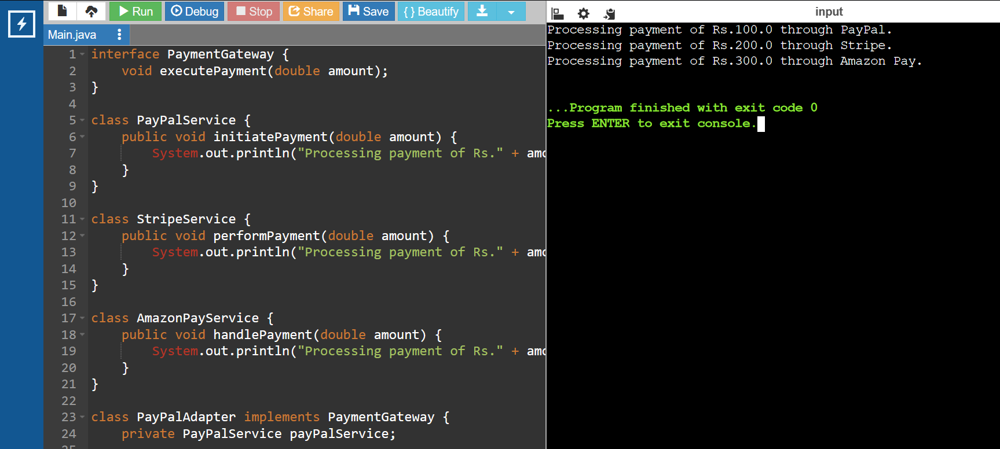 Run Debug Stop Share Save { } Beautify
Main.java
1 interface PaymentGateway {
2 void executePayment(double amount);
3 }
4
5 class PayPalService {
6 public void initiatePayment(double amount) {
7 System.out.println("Processing payment of Rs." + amo
8 }
9 }
10
11 class StripeService {
12 public void performPayment(double amount) {
13 System.out.println("Processing payment of Rs." + amo
14 }
15 }
16
17 class AmazonPayService {
18 public void handlePayment(double amount) {
19 System.out.println("Processing payment of Rs." + amo
20 }
21 }
22
23 class PayPalAdapter implements PaymentGateway {
24 private PayPalService payPalService;
25
input
Processing payment of Rs.100.0 through PayPal.
Processing payment of Rs.200.0 through Stripe.
Processing payment of Rs.300.0 through Amazon Pay.
...Program finished with exit code 0
Press ENTER to exit console.